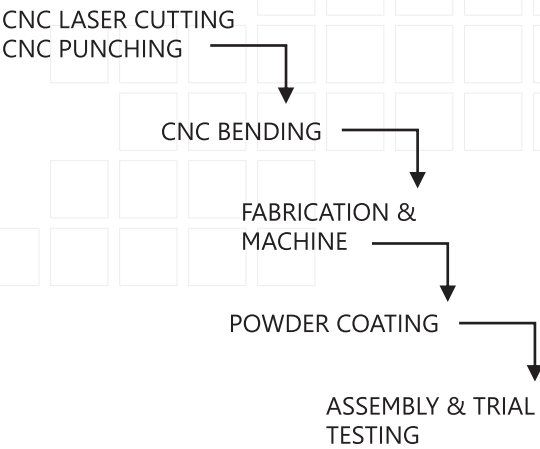 CNC LASER CUTTING
CNC PUNCHING
CNC BENDING
FABRICATION &
MACHINE
POWDER COATING
ASSEMBLY & TRIAL
TESTING